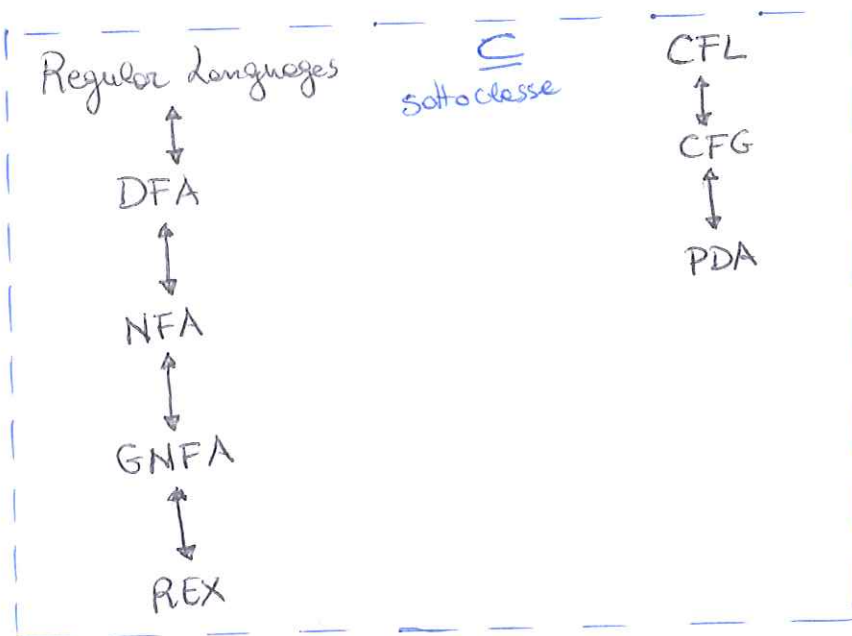 Regular Languages
⊆
sottoclasse
CFL
DFA
CFG
NFA
PDA
GNFA
REX